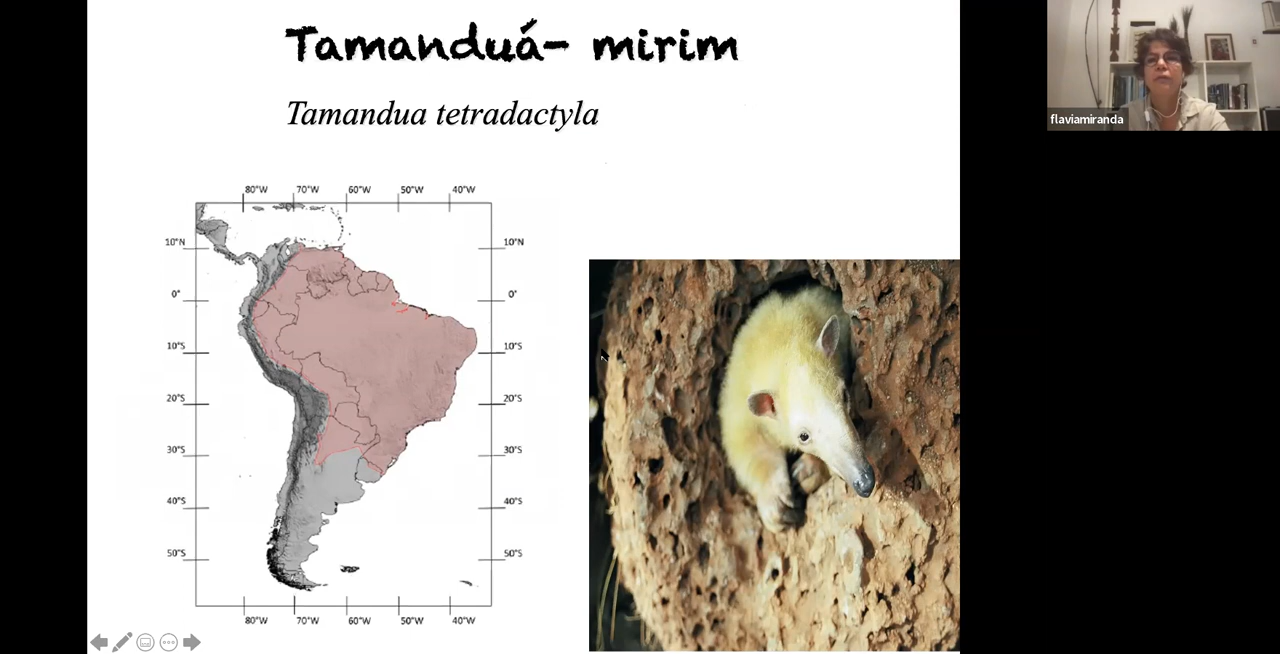 Tamanduá- mirim
Tamandua tetradactyla
flaviamiranda
80°W 70°W 60°W 50°W 40°W
10°N 10°N
0° 0°
10°S 10°S
20°S 20°S
30°S 30°S
40°S 40°S
50°S 50°S
80°W 70°W 60°W 50°W 40°W